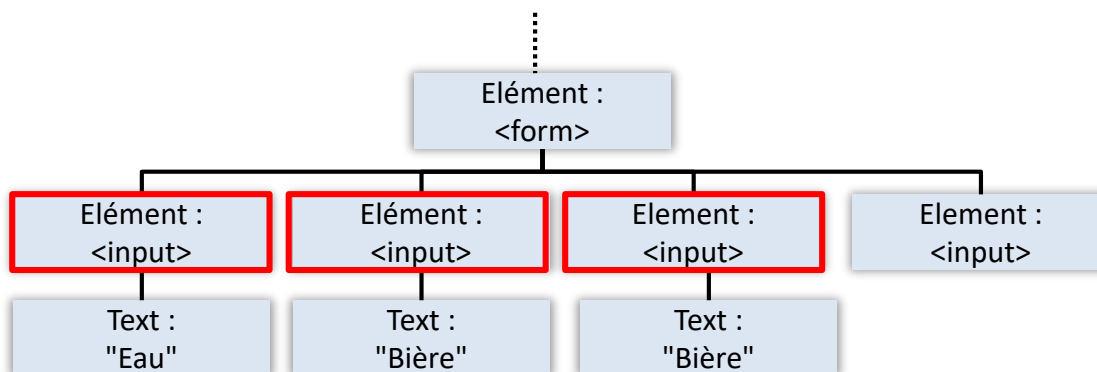 Elément :
<form>
Elément :
<input>
Elément :
<input>
Element :
<input>
Element :
<input>
Text :
"Eau"
Text :
"Bière"
Text :
"Bière"